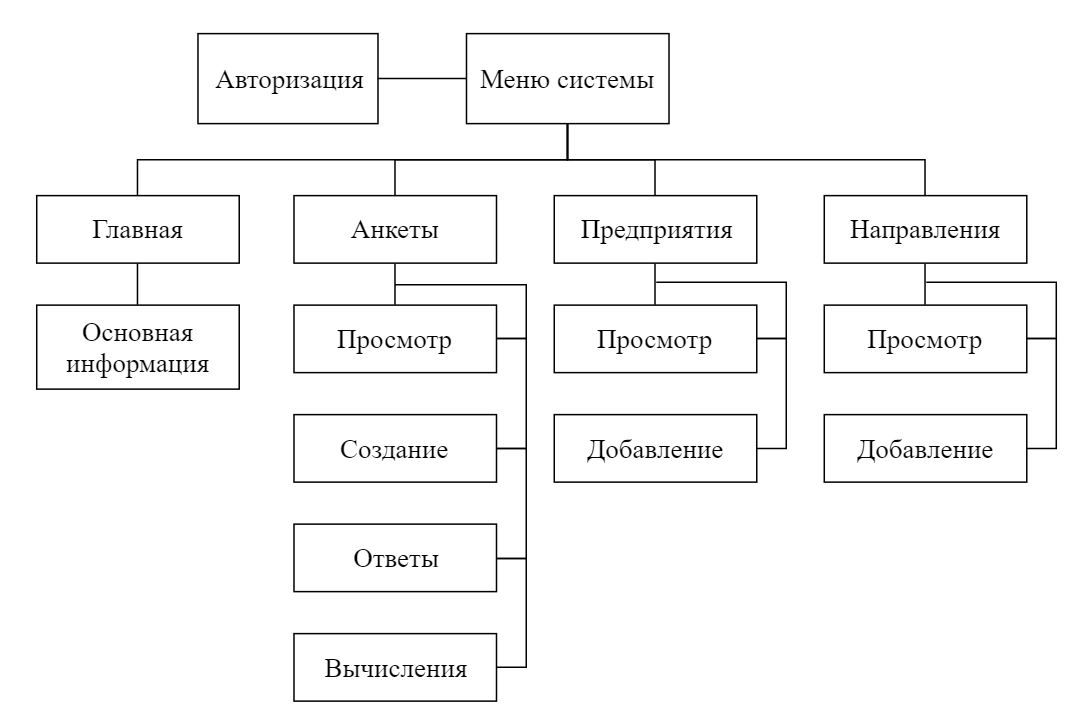 Авторизация
Меню системы
Главная
Анкеты
Предприятия
Направления
Основная
информация
Просмотр
Просмотр
Просмотр
Создание
Добавление
Добавление
Ответы
Вычисления